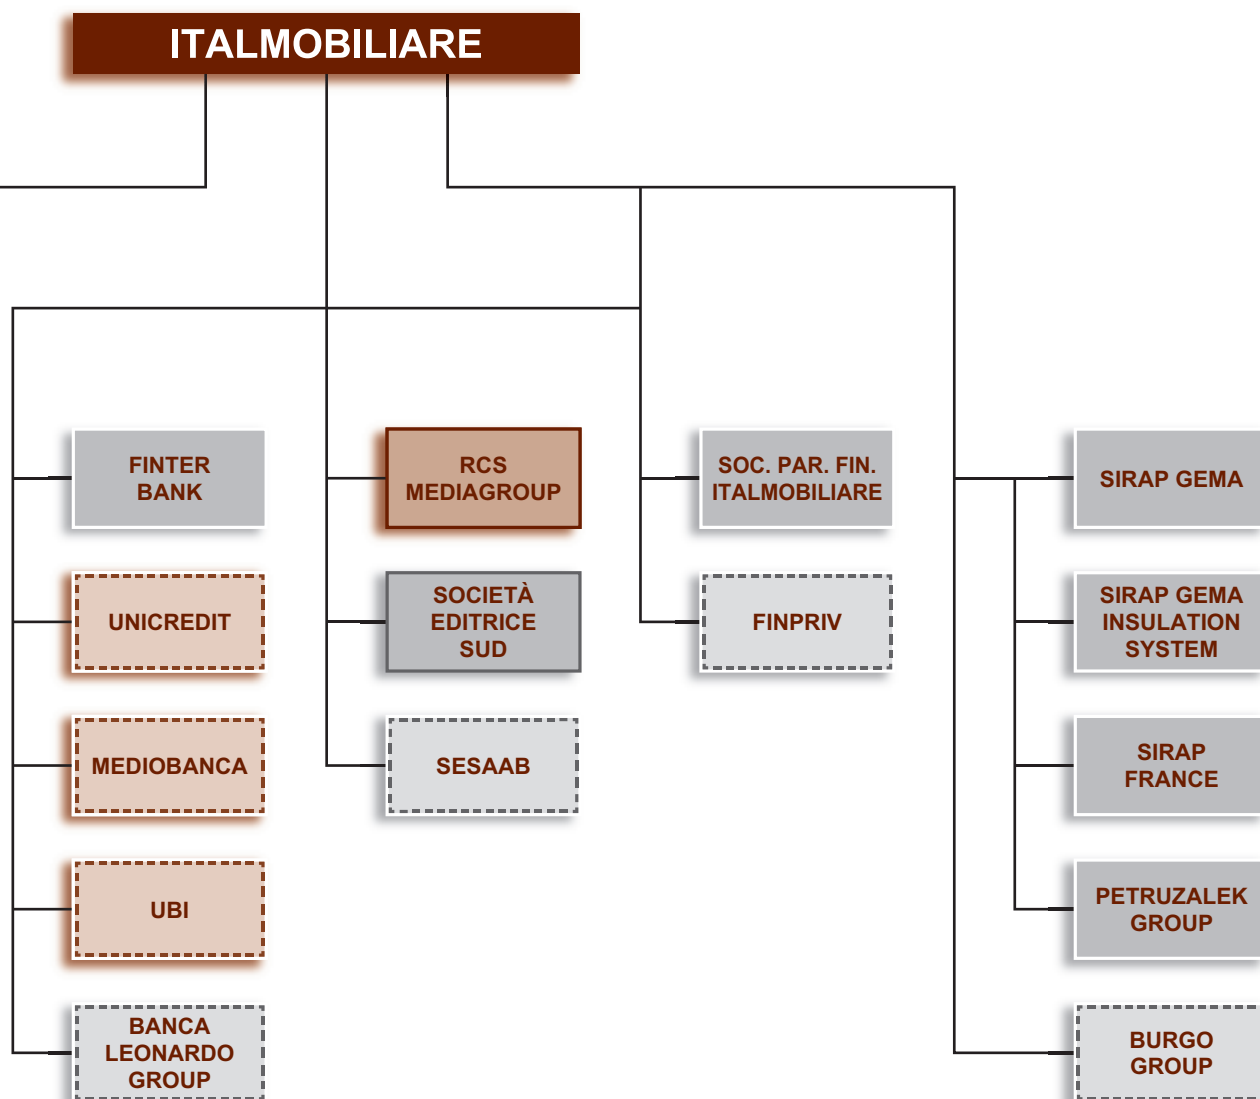 ITALMOBILIARE
FINTER
BANK
UNICREDIT
MEDIOBANCA
UBI
BANCA
LEONARDO
GROUP
RCS
MEDIAGROUP
SOCIETÀ
EDITRICE
SUD
SESAAB
SOC. PAR. FIN.
ITALMOBILIARE
FINPRIV
SIRAP GEMA
SIRAP GEMA
INSULATION
SYSTEM
SIRAP
FRANCE
PETRUZALEK
GROUP
BURGO
GROUP